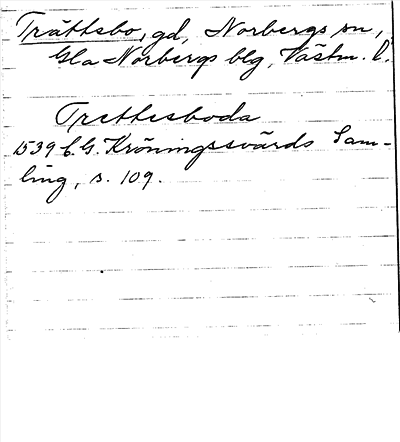 Trättsbo, gd, Norbergs sn,
Gla Norbergs blg, Västm. l.
Trettesboda
1539 C.G. Kröningssvärds Sam-
ling, s. 109.